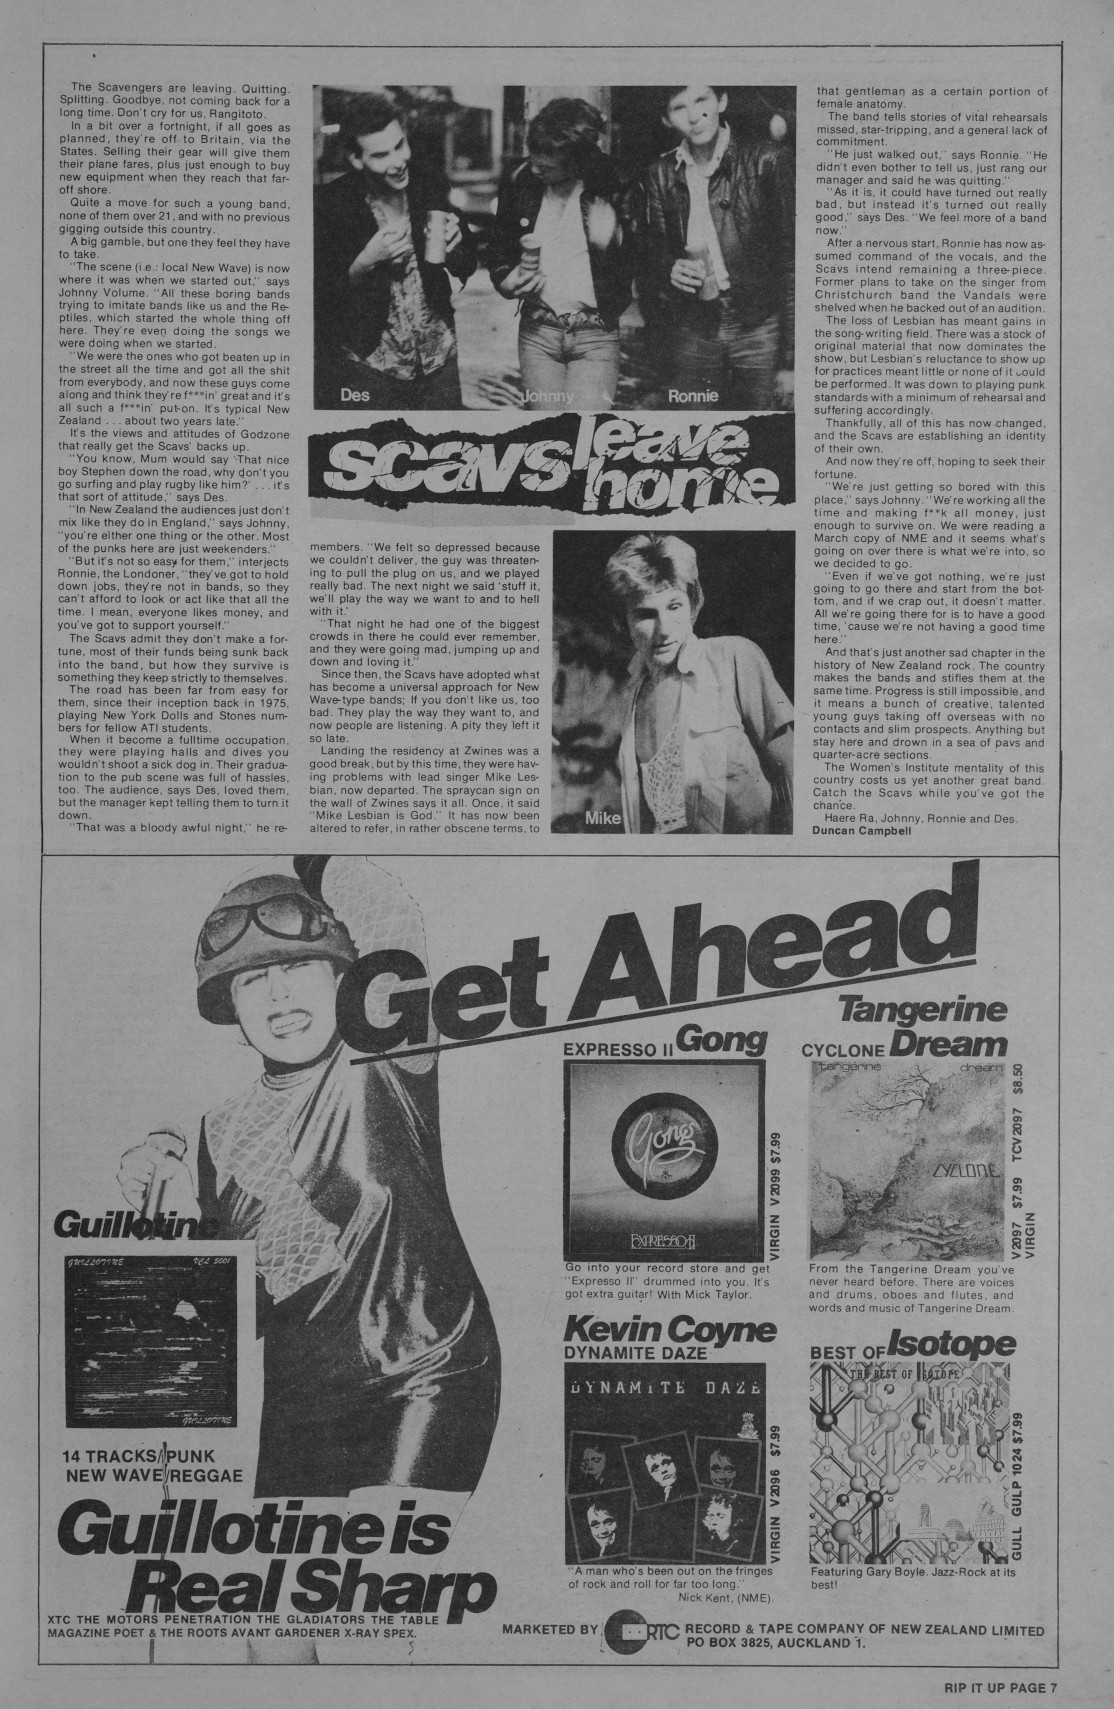 The Scavengers are leaving. Quitting.
Splitting. Goodbye, not coming back for a
long time. Don't cry for us, Rangitoto.
In a bit over a fortnight, if all goes as
planned, they're off to Britain, via the
States. Selling their gear will give them
their plane fares, plus just enough to buy
new equipment when they reach that far-
off shore.
Quite a move for such a young band,
none of them over 21, and with no previous
gigging outside this country.
A big gamble, but one they feel they have
to take.
"The scene (i.e.: local New Wave) is now
where it was when we started out," says
Johnny Volume. "All these boring bands
trying to imitate bands like us and the Re-
ptiles, which started the whole thing off
here. They're even doing the songs we
were doing when we started.
"We were the ones who got beaten up in
the street all the time and got all the shit
from everybody, and now these guys come
along and think they're f***in' great and it's
all such a f***in' put-on. It's typical New
Zealand . . . about two years late."
It's the views and attitudes of Godzone
that really get the Scavs' backs up.
"You know, Mum would say 'That nice
boy Stephen down the road, why don't you
go surfing and play rugby like him?' . . . it's
that sort of attitude," says Des.
"In New Zealand the audiences just don't
mix like they do in England," says Johnny,
"you're either one thing or the other. Most
of the punks here are just weekenders."
"But it's not so easy for them," interjects
Ronnie, the Londoner, "they've got to hold
down jobs, they're not in bands, so they
can't afford to look or act like that all the
time. I mean, everyone likes money, and
you've got to support yourself."
The Scavs admit they don't make a for-
tune, most of their funds being sunk back
into the band, but how they survive is
something they keep strictly to themselves.
The road has been far from easy for
them, since their inception back in 1975,
playing New York Dolls and Stones num-
bers for fellow ATI students.
When it become a fulltime occupation,
they were playing halls and dives you
wouldn't shoot a sick dog in. Their gradua-
tion to the pub scene was full of hassles,
too. The audience, says Des, loved them,
but the manager kept telling them to turn it
down.
"That was a bloody awful night," he re-
Des
Johnny
Ronnie
scavs leave
home
members. "We felt so depressed because
we couldn't deliver, the guy was threaten-
ing to pull the plug on us, and we played
really bad. The next night we said 'stuff it,
we'll play the way we want to and to hell
with it.'
"That night he had one of the biggest
crowds in there he could ever remember,
and they were going mad, jumping up and
down and loving it."
Since then, the Scavs have adopted what
has become a universal approach for New
Wave-type bands; If you don't like us, too
bad. They play the way they want to, and
now people are listening. A pity they left it
so late.
Landing the residency at Zwines was a
good break, but by this time, they were hav-
ing problems with lead singer Mike Les-
bian, now departed. The spraycan sign on
the wall of Zwines says it all. Once, it said
"Mike Lesbian is God." It has now been
altered to refer, in rather obscene terms, to
Mike
that gentleman as a certain portion of
female anatomy.
The band tells stories of vital rehearsals
missed, star-tripping, and a general lack of
commitment.
"He just walked out," says Ronnie. "He
didn't even bother to tell us, just rang our
manager and said he was quitting."
"As it is, it could have turned out really
bad, but instead it's turned out really
good," says Des. "We feel more of a band
now."
After a nervous start, Ronnie has now as-
sumed command of the vocals, and the
Scavs intend remaining a three-piece.
Former plans to take on the singer from
Christchurch band the Vandals were
shelved when he backed out of an audition.
The loss of Lesbian has meant gains in
the song-writing field. There was a stock of
original material that now dominates the
show, but Lesbian's reluctance to show up
for practices meant little or none of it could
be performed. It was down to playing punk
standards with a minimum of rehearsal and
suffering accordingly.
Thankfully, all of this has now changed,
and the Scavs are establishing an identity
of their own.
And now they're off, hoping to seek their
fortune.
"We're just getting so bored with this
place," says Johnny. "We're working all the
time and making f**k all money, just
enough to survive on. We were reading a
March copy of NME and it seems what's
going on over there is what we're into, so
we decided to go.
"Even if we've got nothing, we're just
going to go there and start from the bot-
tom, and if we crap out, it doesn't matter.
All we're going there for is to have a good
time, 'cause we're not having a good time
here."
And that's just another sad chapter in the
history of New Zealand rock. The country
makes the bands and stifles them at the
same time. Progress is still impossible, and
it means a bunch of creative, talented
young guys taking off overseas with no
contacts and slim prospects. Anything but
stay here and drown in a sea of pavs and
quarter-acre sections.
The Women's Institute mentality of this
country costs us yet another great band.
Catch the Scavs while you've got the
chance.
Haere Ra, Johnny, Ronnie and Des.
Duncan Campbell
Get Ahead
Guillotine
GUILLOTINE VCL 5001
GUILLOTINE
14 TRACKS/PUNK
NEW WAVE/REGGAE
Guillotine is
Real Sharp
XTC THE MOTORS PENETRATION THE GLADIATORS THE TABLE
MAGAZINE POET & THE ROOTS AVANT GARDENER X-RAY SPEX.
EXPRESSO II Gong
Gong
EXPRESSO II
VIRGIN V2099 $7.99
Go into your record store and get
"Expresso II" drummed into you. It's
got extra guitar! With Mick Taylor.
Tangerine
CYCLONE Dream
tangerine dream
CYCLONE
V2097 $7.99 TCV2097 $8.50
VIRGIN
From the Tangerine Dream you've
never heard before. There are voices
and drums, oboes and flutes, and
words and music of Tangerine Dream.
Kevin Coyne
DYNAMITE DAZE
DYNAMITE DAZE
VIRGIN V2096 $7.99
"A man who's been out on the fringes
of rock and roll for far too long."
Nick Kent, (NME).
BEST OF Isotope
THE BEST OF ISOTOPE
GULL GULP 1024 $7.99
Featuring Gary Boyle. Jazz-Rock at its
best!
MARKETED BY RTC RECORD & TAPE COMPANY OF NEW ZEALAND LIMITED
PO BOX 3825, AUCKLAND 1.
RIP IT UP PAGE 7